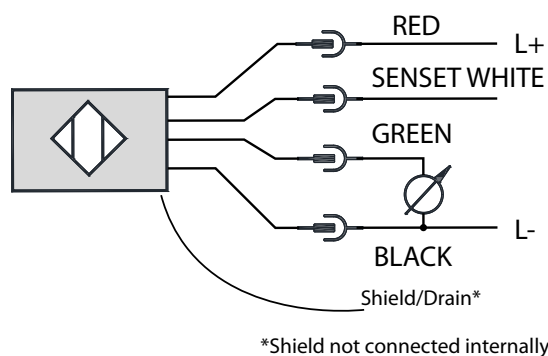 RED
L+
SENSET WHITE
GREEN
L-
BLACK
Shield/Drain*
*Shield not connected internally